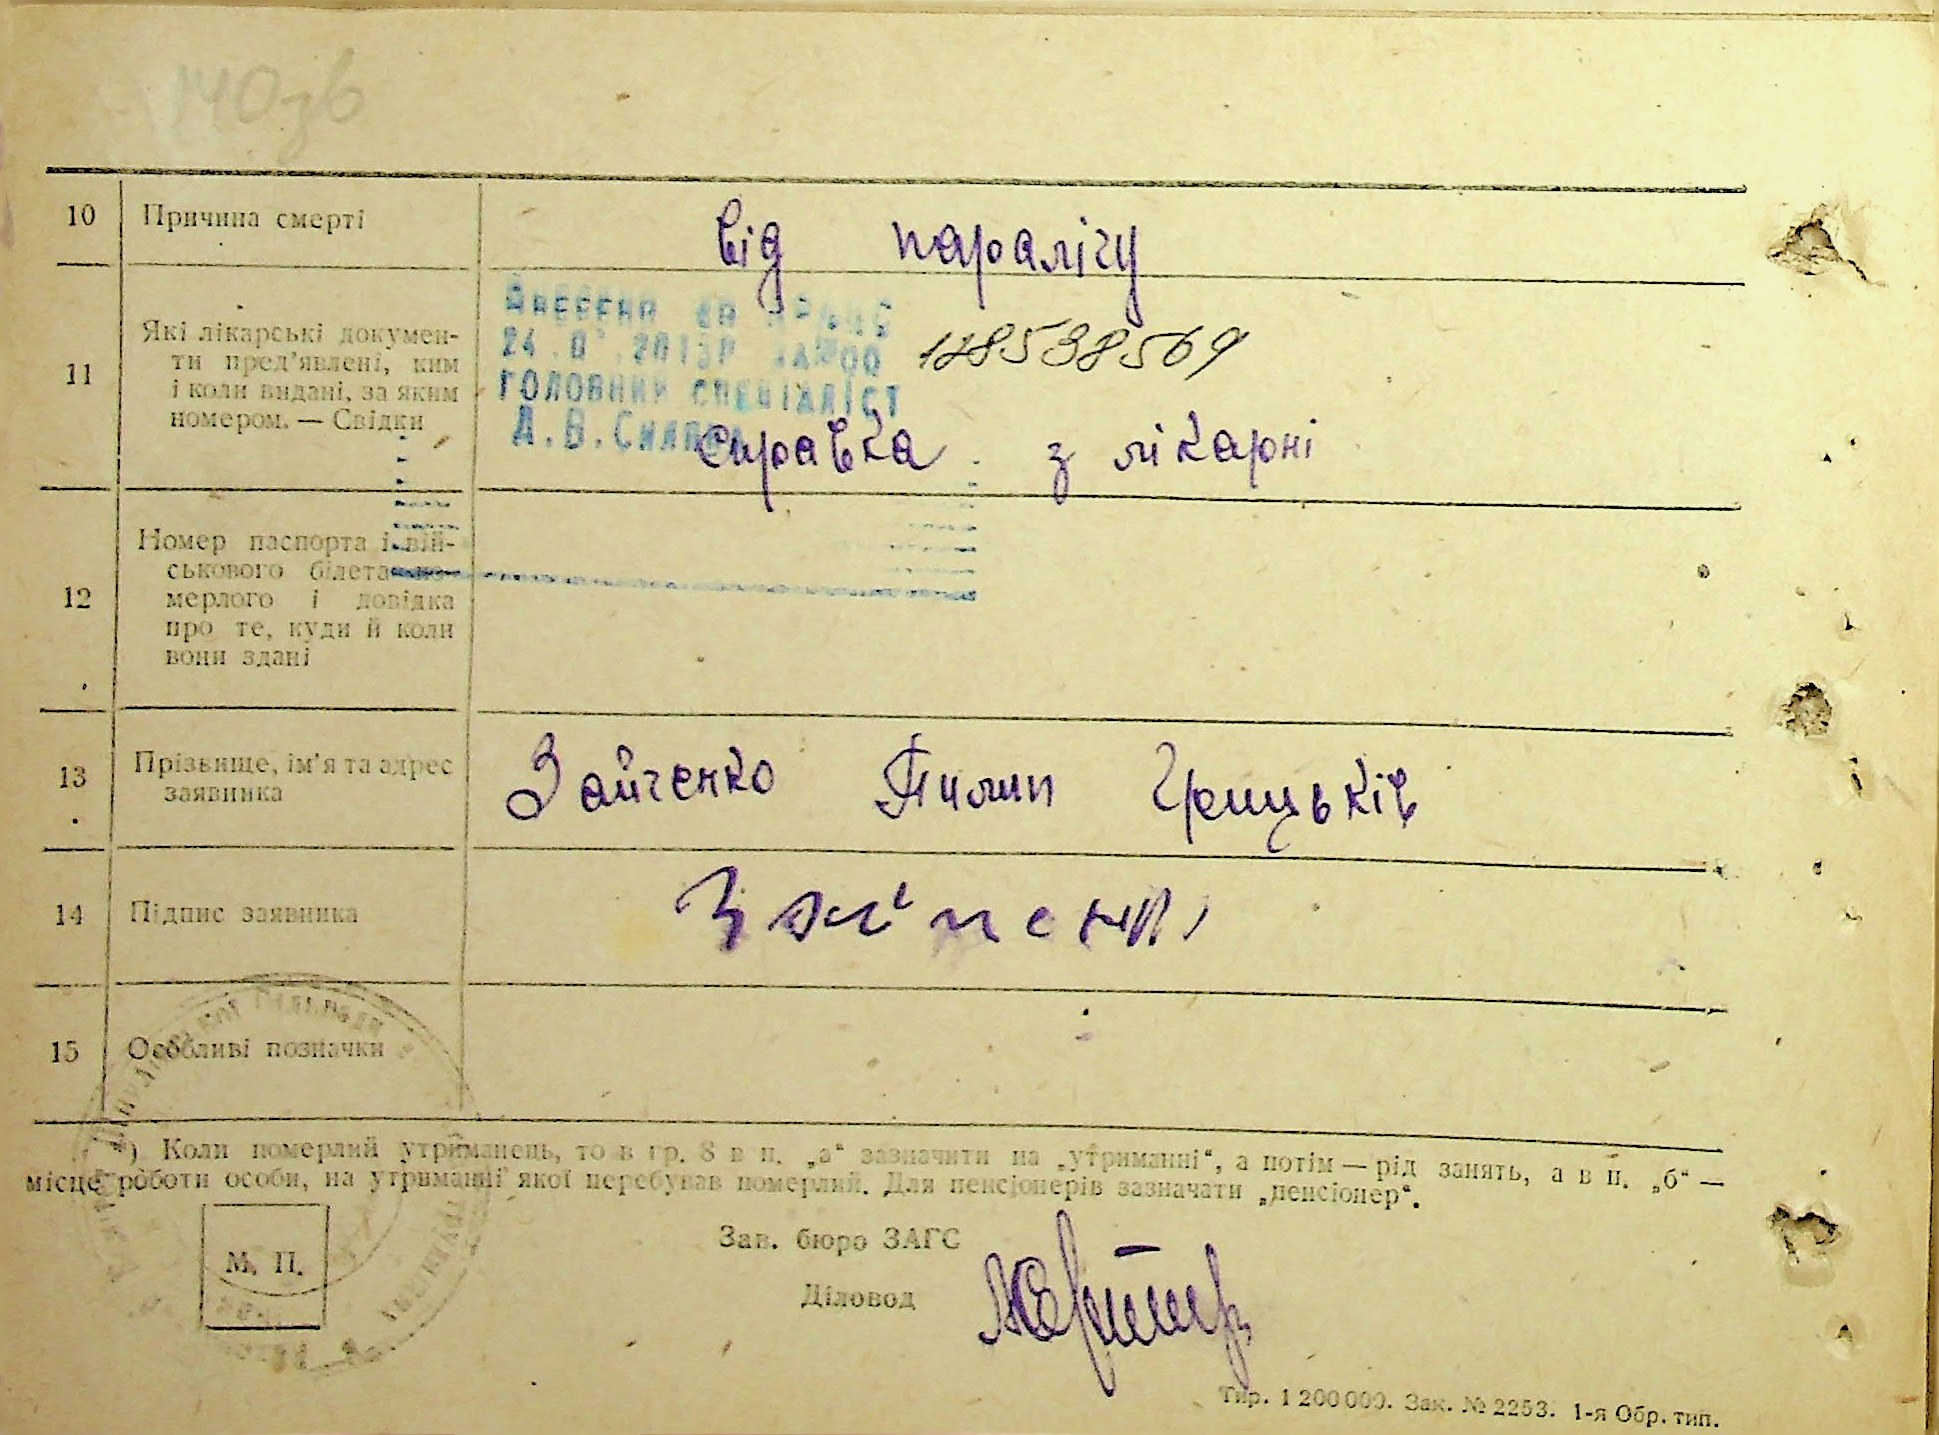 140зв
10 Причина смерті від паралічу
11 Які лікарські докумен-
ти пред'явлені, ким
і коли видані, за яким
номером. — Свідки
24.0
ГОЛОВНИЙ СПЕЦІАЛІСТ
А.В.
справка з лікарні
12 Номер паспорта і вій-
ськового білета по-
мерлого і довідка
про те, куди й коли
вони здані
13 Прізвище, ім'я та адрес
заявника
Зайченко Пилип Грицьків
14 Підпис заявника
15 Особливі позначки
*) Коли померлий утриманець, то в гр. 8 в п. „а“ зазначити на „утриманні“, а потім — рід занять, а в п. „б“ —
місце роботи особи, на утриманні якої перебував померлий. Для пенсіонерів зазначати „пенсіонер“.
М. П.
Зав. бюро ЗАГС
Діловод
Тир. 1 200 000. Зак. № 2253. 1-я Обр. тип.